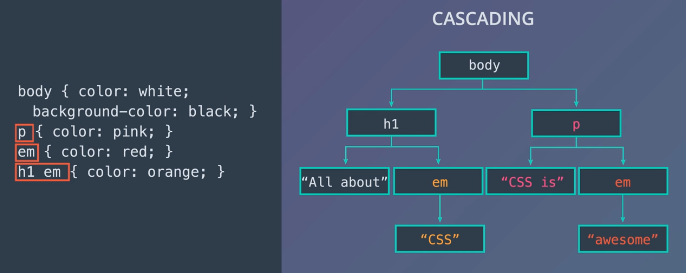 CASCADING
body { color: white;
background-color: black; }
p { color: pink; }
em { color: red; }
h1 em { color: orange; }
body
h1
p
“All about”
em
“CSS is”
em
“CSS”
“awesome”